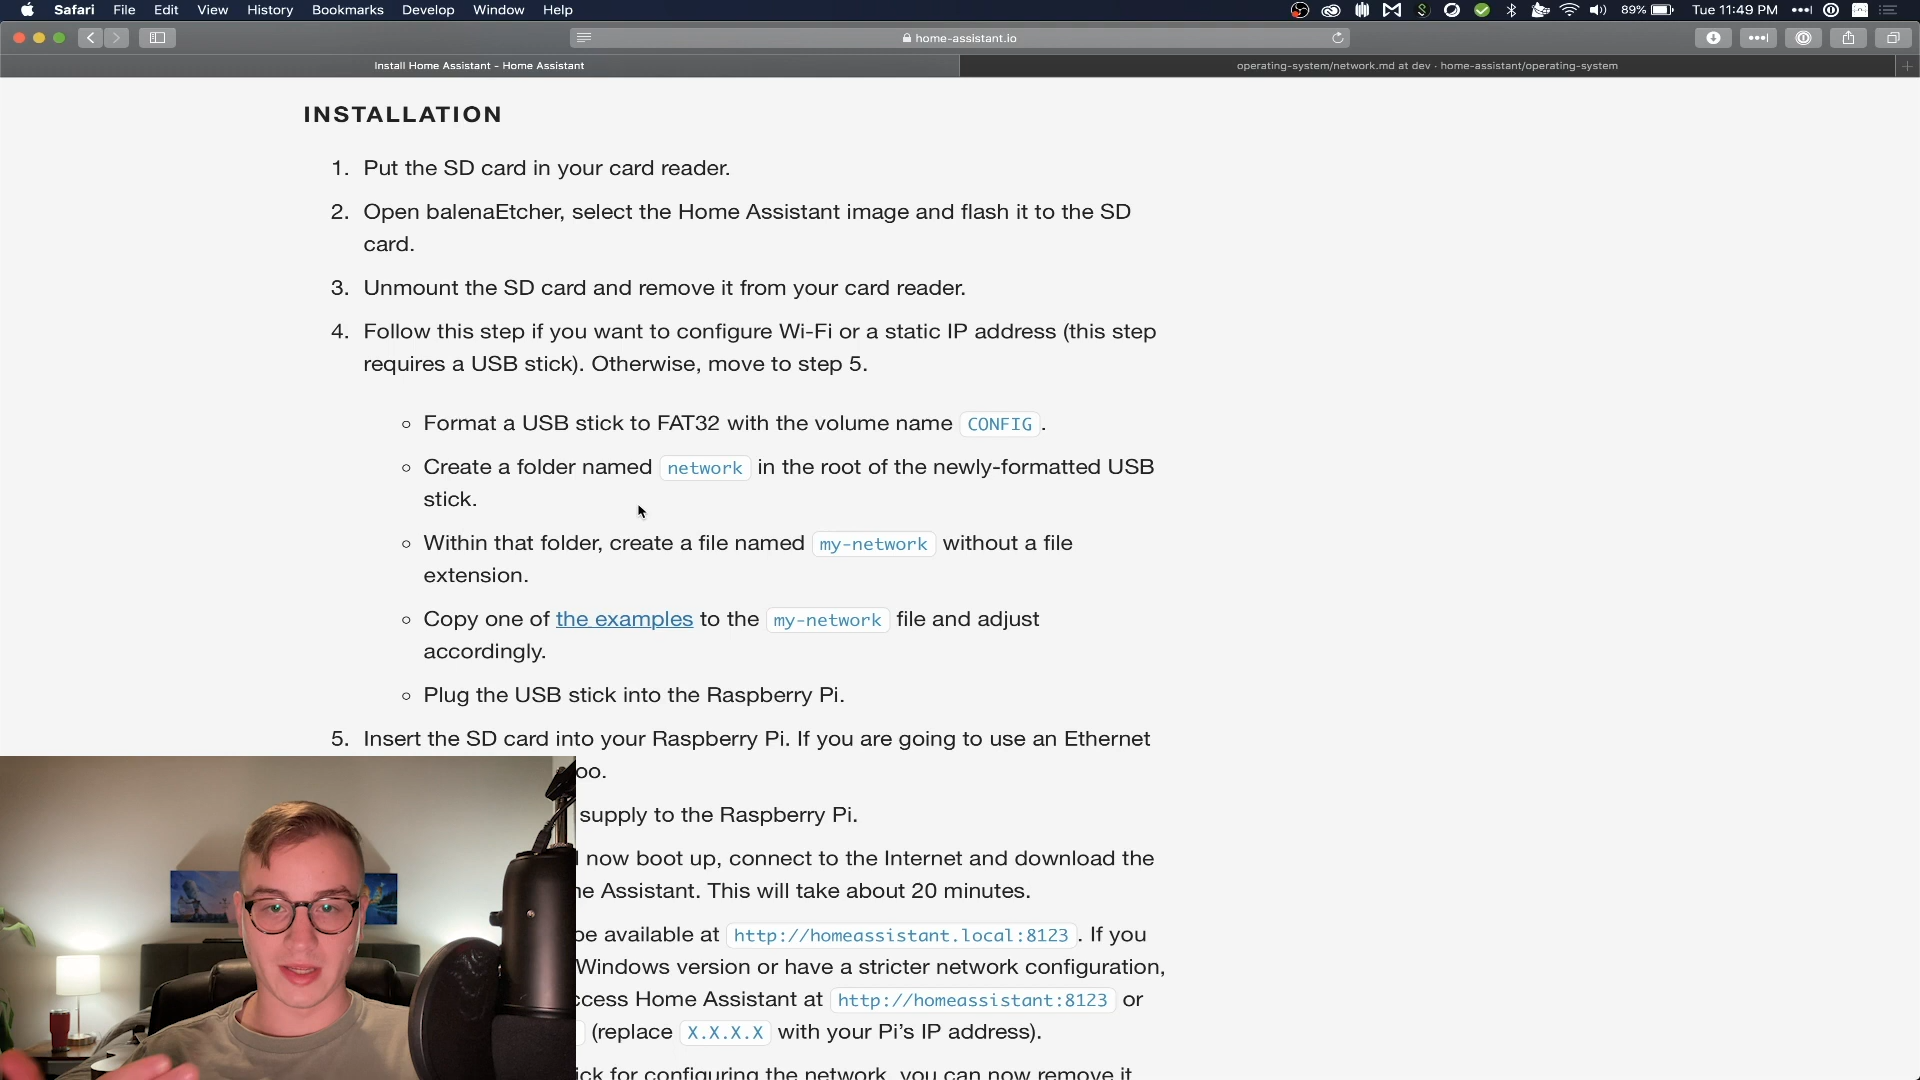 Safari File Edit View History Bookmarks Develop Window Help 89% Tue 11:49 PM
home-assistant.io
Install Home Assistant - Home Assistant
operating-system/network.md at dev · home-assistant/operating-system
INSTALLATION
1. Put the SD card in your card reader.
2. Open balenaEtcher, select the Home Assistant image and flash it to the SD
card.
3. Unmount the SD card and remove it from your card reader.
4. Follow this step if you want to configure Wi-Fi or a static IP address (this step
requires a USB stick). Otherwise, move to step 5.
Format a USB stick to FAT32 with the volume name CONFIG.
Create a folder named network in the root of the newly-formatted USB
stick.
Within that folder, create a file named my-network without a file
extension.
Copy one of the examples to the my-network file and adjust
accordingly.
Plug the USB stick into the Raspberry Pi.
5. Insert the SD card into your Raspberry Pi. If you are going to use an Ethernet
oo.
supply to the Raspberry Pi.
now boot up, connect to the Internet and download the
e Assistant. This will take about 20 minutes.
be available at http://homeassistant.local:8123. If you
Windows version or have a stricter network configuration,
ccess Home Assistant at http://homeassistant:8123 or
(replace X.X.X.X with your Pi's IP address).
ick for configuring the network, you can now remove it